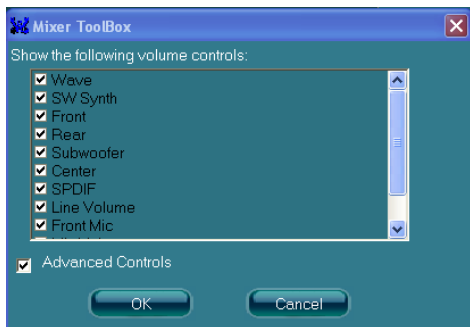 Mixer ToolBox
Show the following volume controls:
Wave
SW Synth
Front
Rear
Subwoofer
Center
SPDIF
Line Volume
Front Mic
Advanced Controls
OK
Cancel